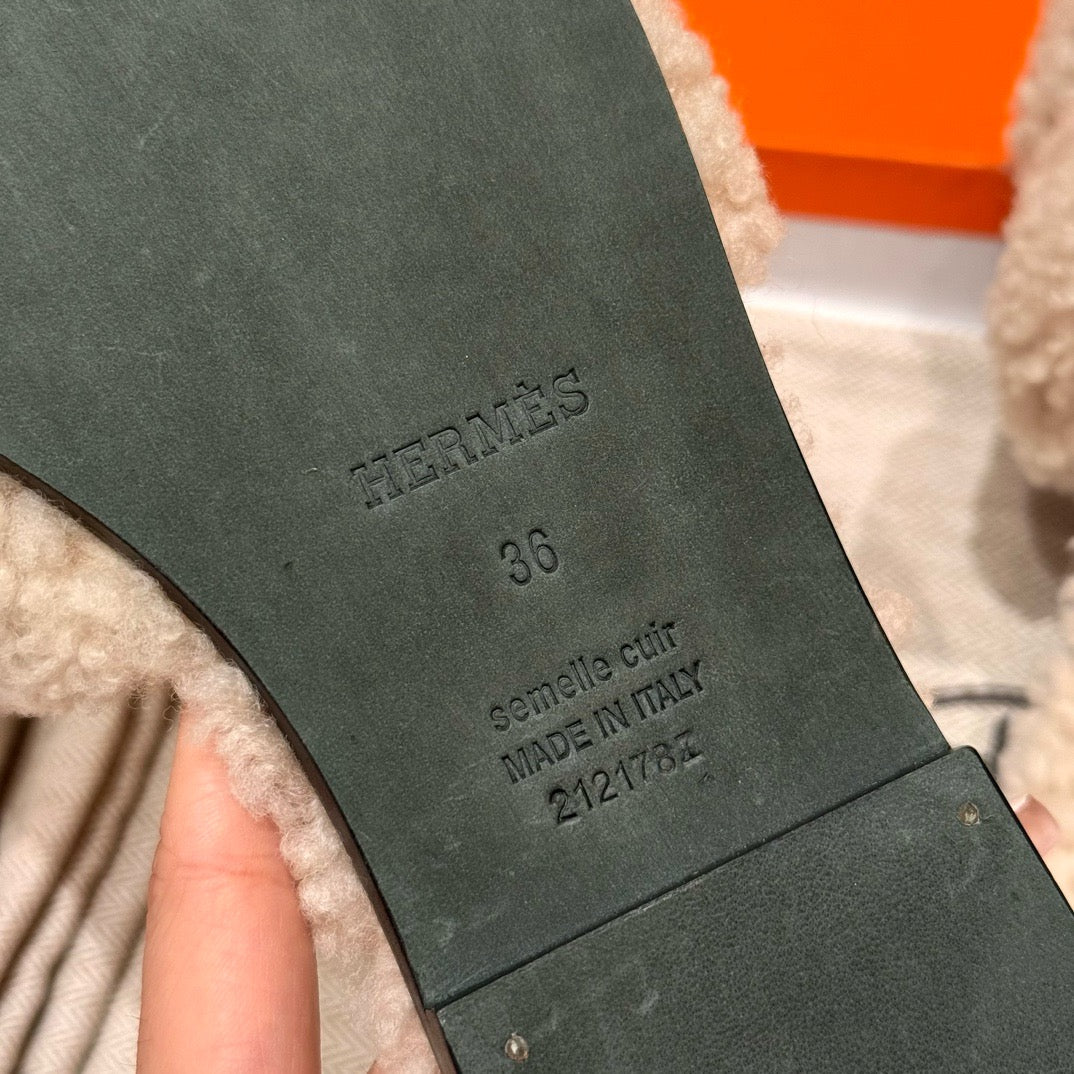 HERMÈS
36
semelle cuir
MADE IN ITALY
212178Z